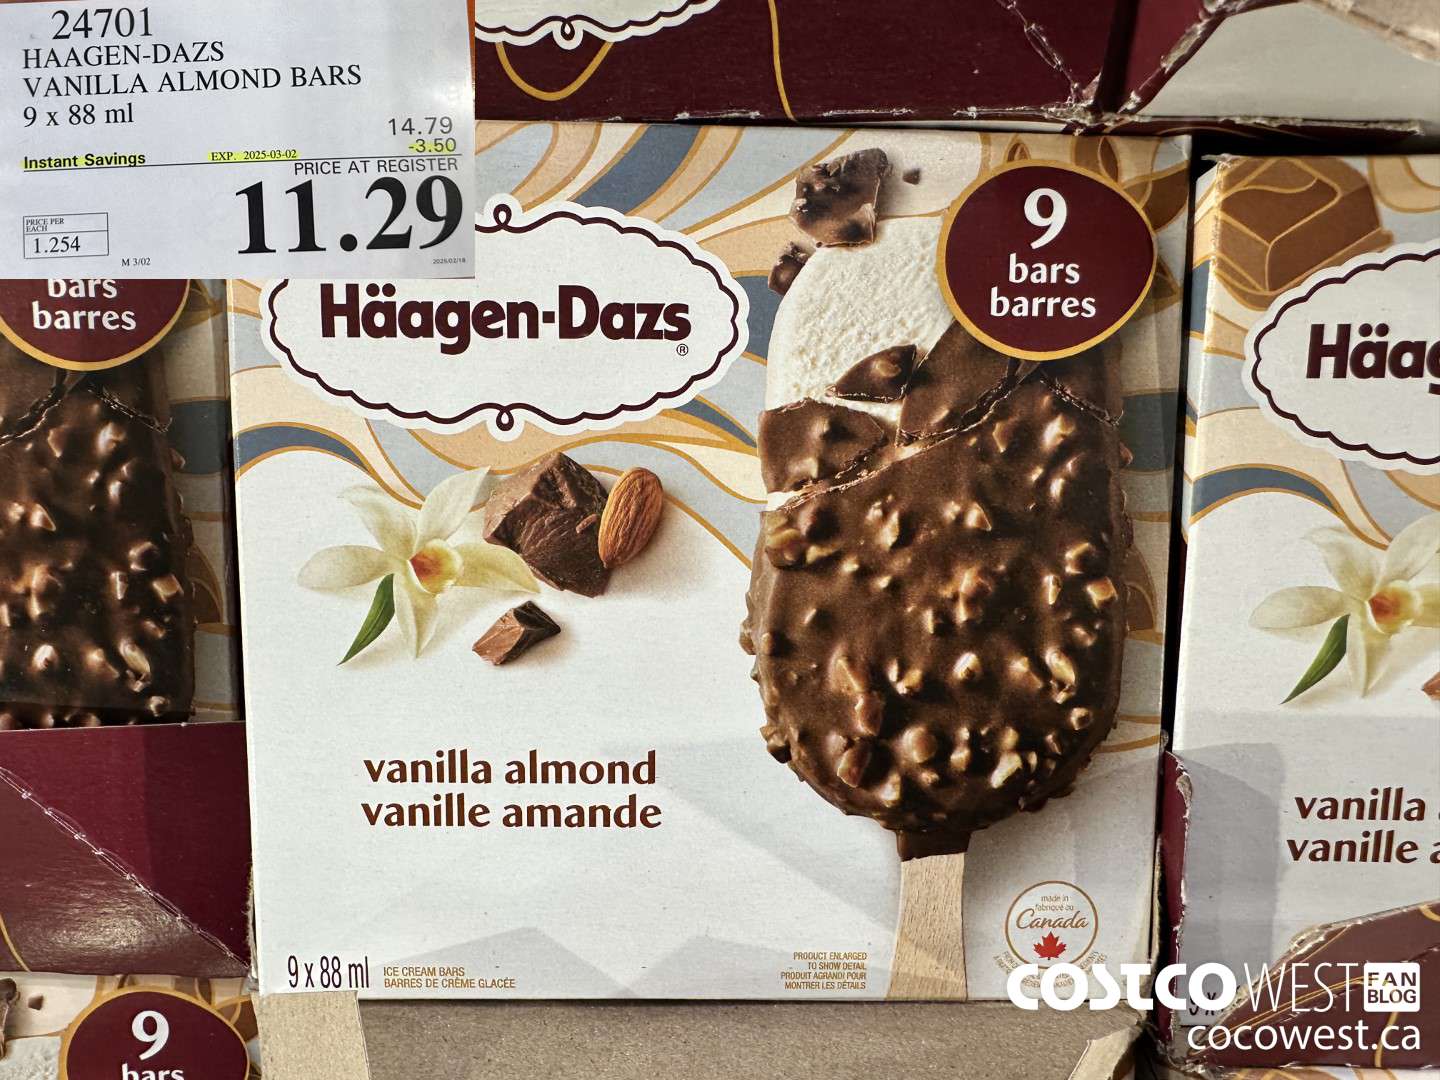 24701
HAAGEN-DAZS
VANILLA ALMOND BARS
9 x 88 ml
14.79
-3.50
Instant Savings
EXP. 2025-03-02
PRICE AT REGISTER
11.29
PRICE PER
EACH
1.254
M 3/02
2025/02/18
bars
barres
Häagen-Dazs
®
9
bars
barres
Häag
vanilla almond
vanille amande
vanilla
vanille a
made in
fabriqué au
Canada
9 x 88 ml
ICE CREAM BARS
BARRES DE CRÈME GLACÉE
PRODUCT ENLARGED
TO SHOW DETAIL
PRODUIT AGRANDI POUR
MONTRER LES DÉTAILS
9
bars
COSTCO WEST
FAN
BLOG
cocowest.ca